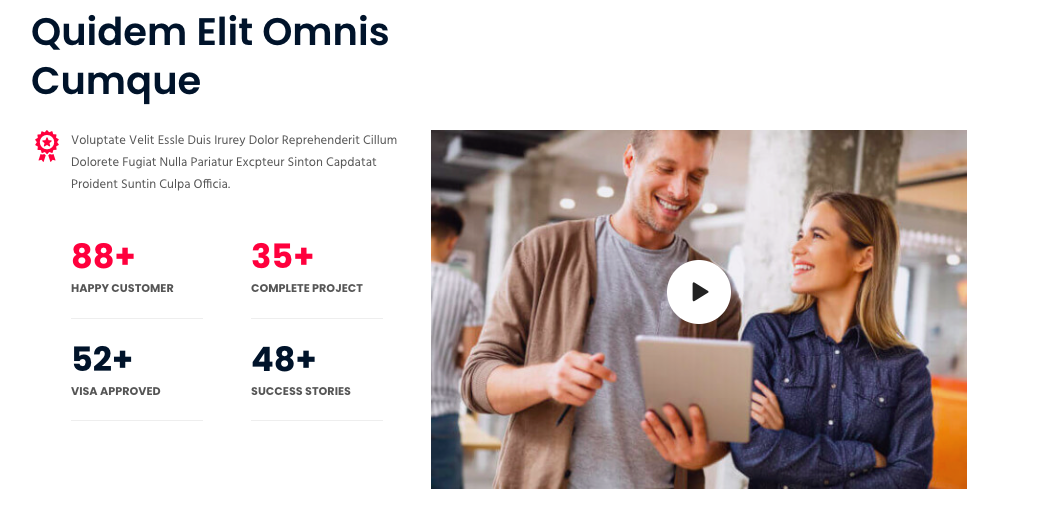 Quidem Elit Omnis
Cumque
Voluptate Velit Essle Duis Irurey Dolor Reprehenderit Cillum
Dolorete Fugiat Nulla Pariatur Excpteur Sinton Capdatat
Proident Suntin Culpa Officia.
88+
HAPPY CUSTOMER
35+
COMPLETE PROJECT
52+
VISA APPROVED
48+
SUCCESS STORIES